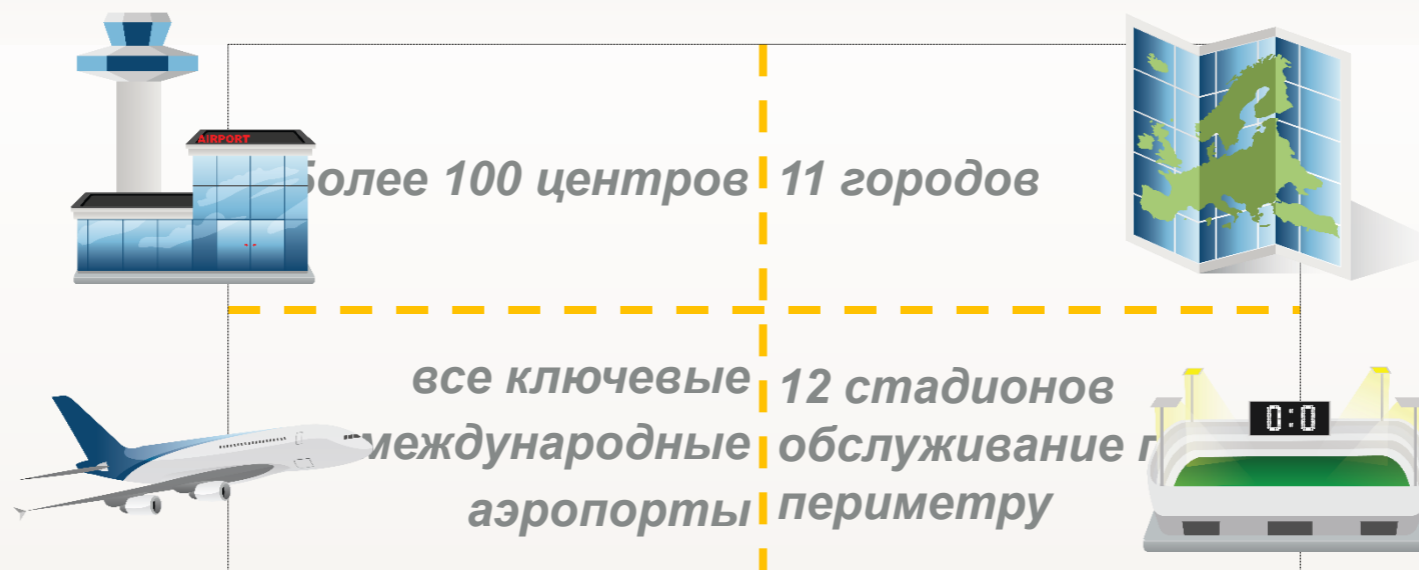 AIRPORT
более 100 центров
11 городов
все ключевые
международные
аэропорты
12 стадионов
обслуживание
периметру
0:0